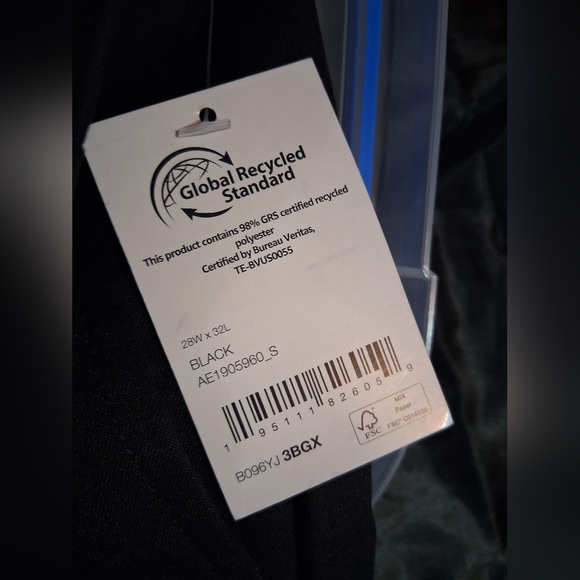 Global Recycled
Standard
This product contains 98% GRS certified recycled
polyester
Certified by Bureau Veritas,
TE-BVUS0055
28W x 32L
BLACK
AE1905960_S
1 95111 82605 9
B096YJ 3BGX
FSC
MIX
Paper